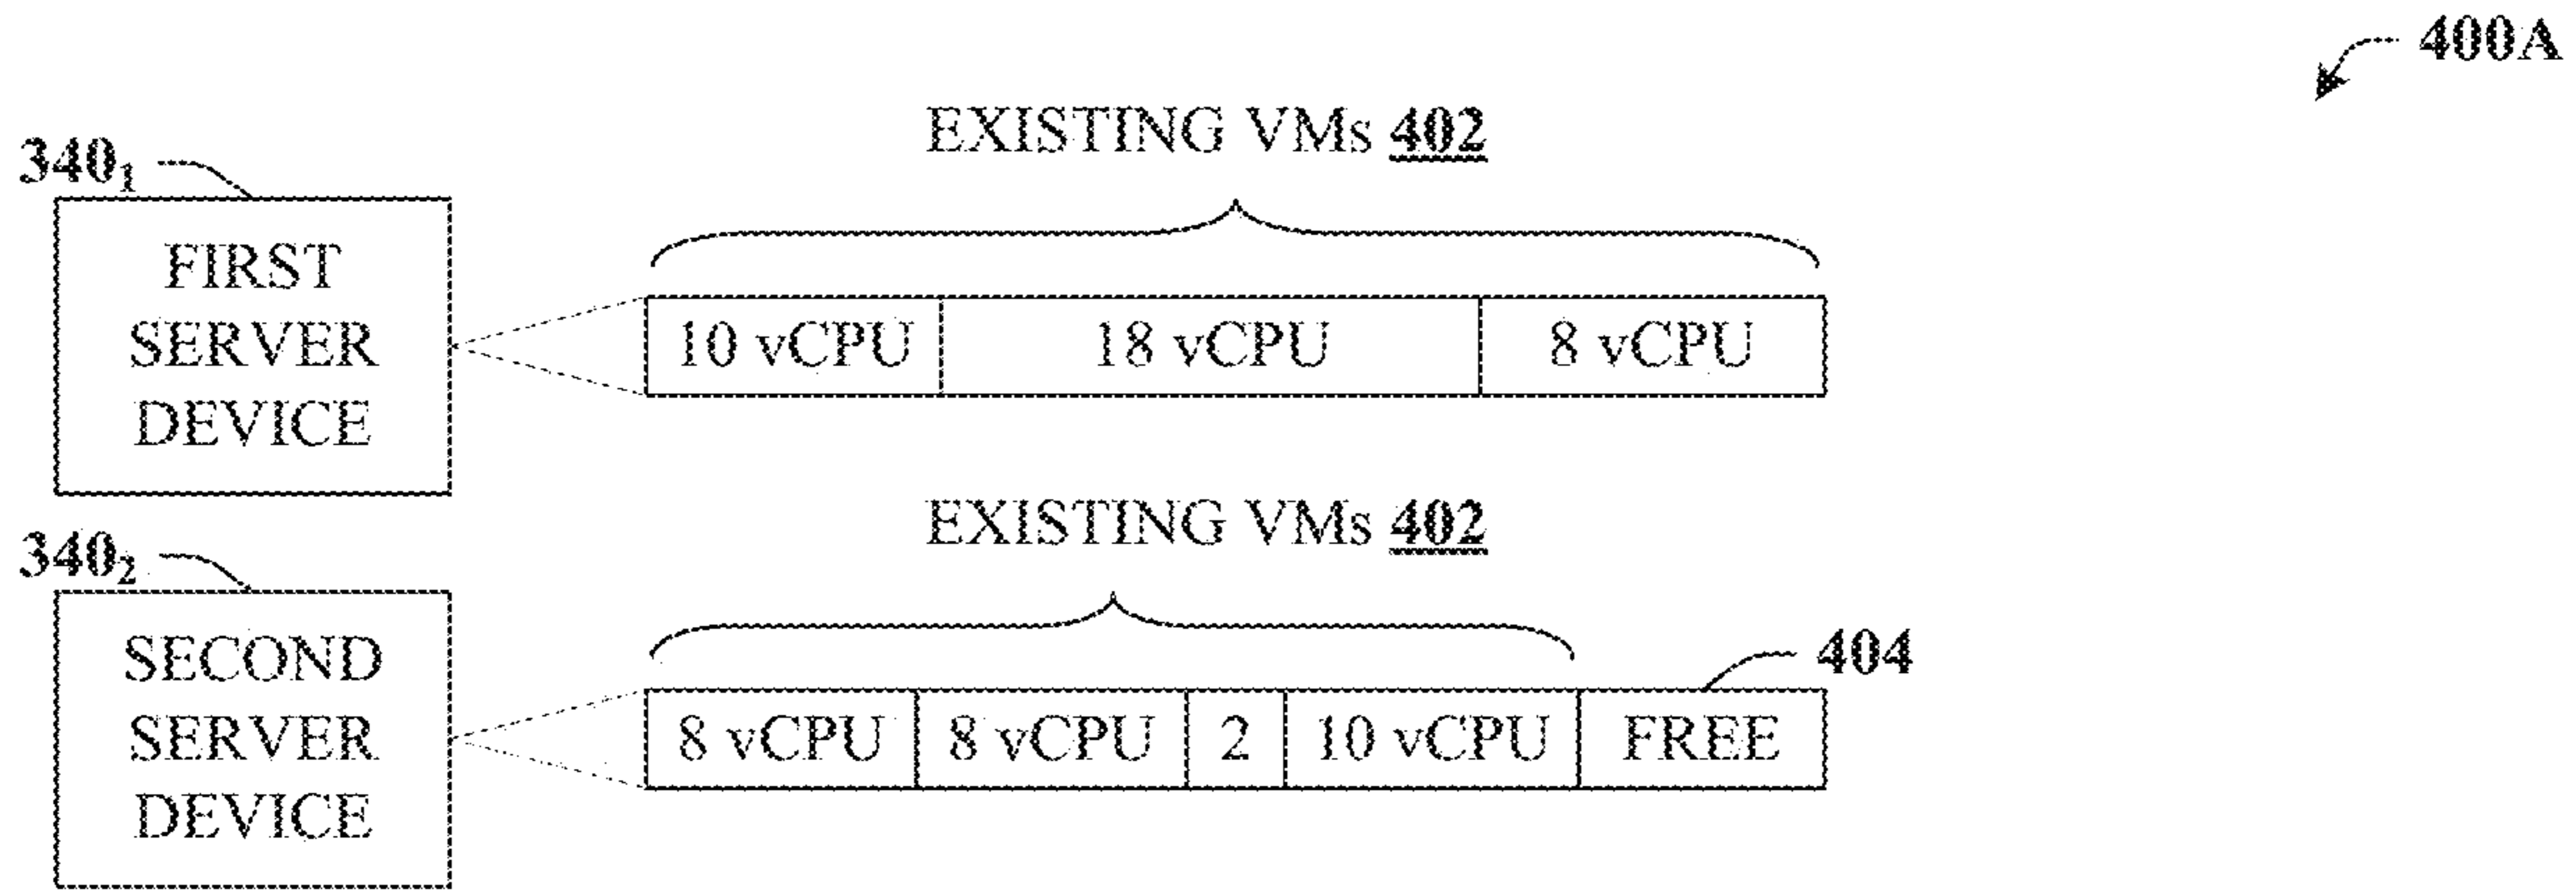 400A
EXISTING VMs 402
340₁
FIRST
SERVER
DEVICE
10 vCPU 18 vCPU 8 vCPU
EXISTING VMs 402
340₂
SECOND
SERVER
DEVICE
404
8 vCPU 8 vCPU 2 10 vCPU FREE